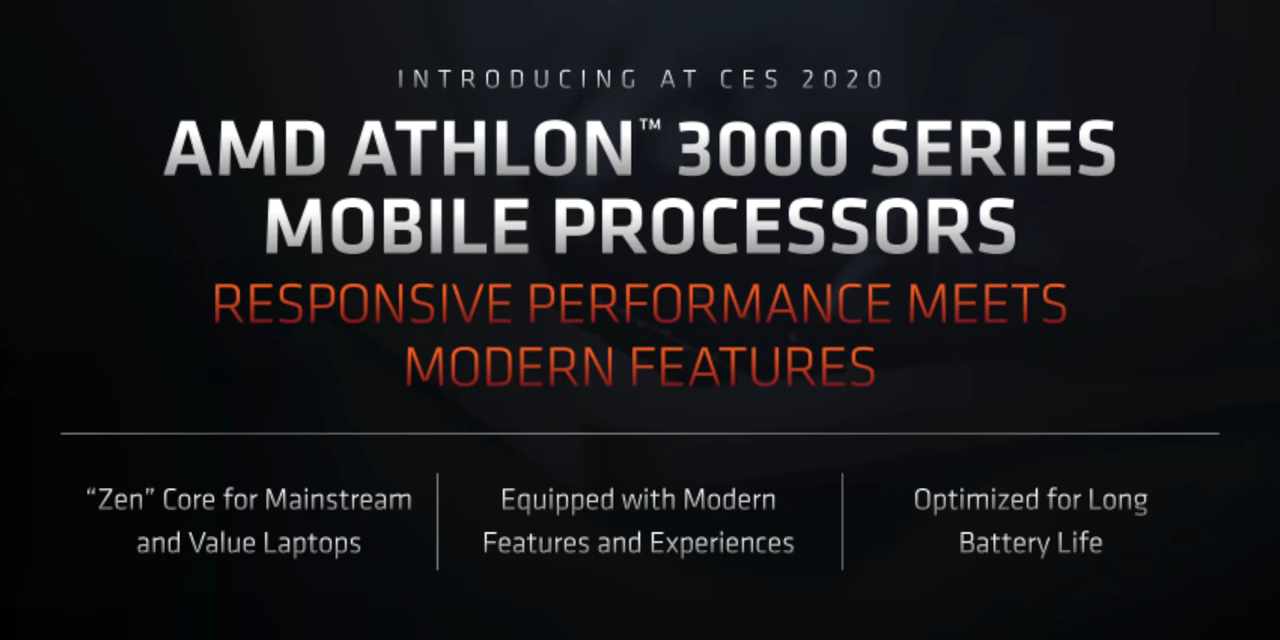 INTRODUCING AT CES 2020
AMD ATHLON™ 3000 SERIES
MOBILE PROCESSORS
RESPONSIVE PERFORMANCE MEETS
MODERN FEATURES
“Zen” Core for Mainstream
and Value Laptops
Equipped with Modern
Features and Experiences
Optimized for Long
Battery Life